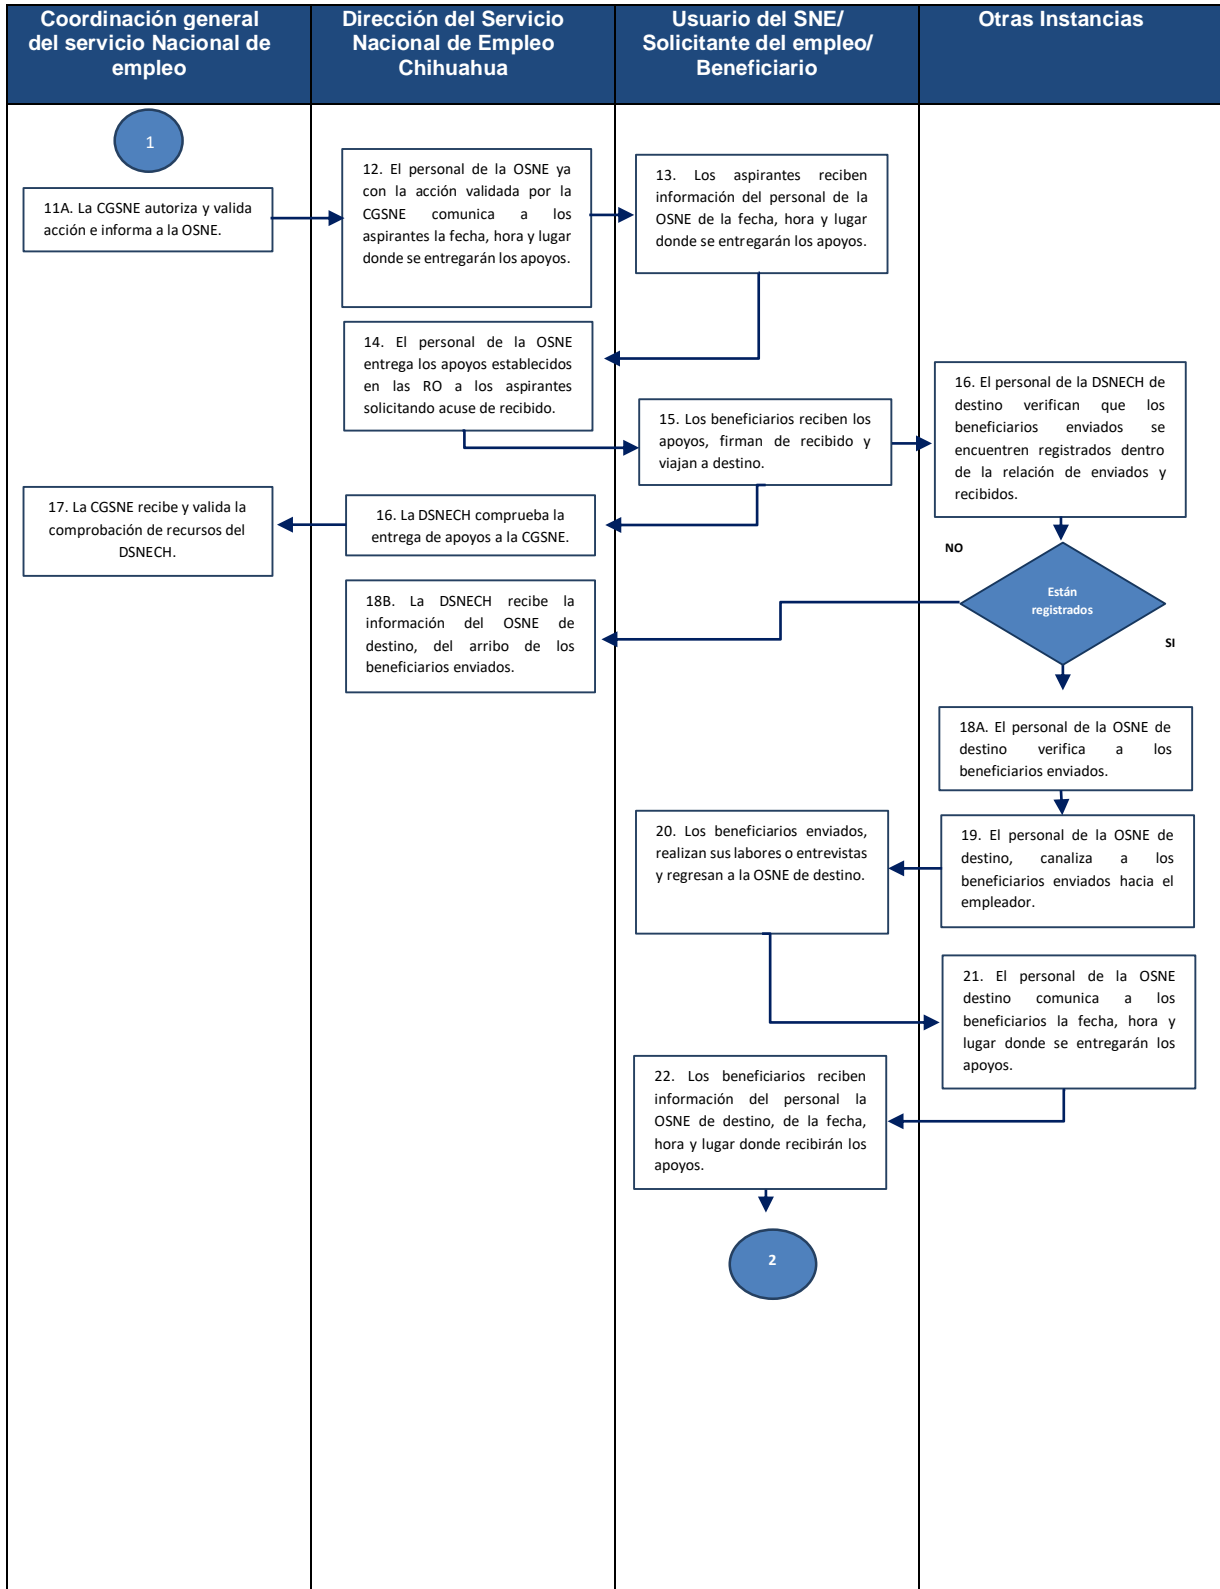 Coordinación general
del servicio Nacional de
empleo
Dirección del Servicio
Nacional de Empleo
Chihuahua
Usuario del SNE/
Solicitante del empleo/
Beneficiario
Otras Instancias
1
11A. La CGSNE autoriza y valida
acción e informa a la OSNE.
12. El personal de la OSNE ya
con la acción validada por la
CGSNE comunica a los
aspirantes la fecha, hora y lugar
donde se entregarán los apoyos.
13. Los aspirantes reciben
información del personal de la
OSNE de la fecha, hora y lugar
donde se entregarán los apoyos.
14. El personal de la OSNE
entrega los apoyos establecidos
en las RO a los aspirantes
solicitando acuse de recibido.
15. Los beneficiarios reciben los
apoyos, firman de recibido y
viajan a destino.
16. El personal de la DSNECH de
destino verifican que los
beneficiarios enviados se
encuentren registrados dentro
de la relación de enviados y
recibidos.
16. La DSNECH comprueba la
entrega de apoyos a la CGSNE.
17. La CGSNE recibe y valida la
comprobación de recursos del
DSNECH.
NO
Están
registrados
SI
18B. La DSNECH recibe la
información del OSNE de
destino, del arribo de los
beneficiarios enviados.
18A. El personal de la OSNE de
destino verifica a los
beneficiarios enviados.
19. El personal de la OSNE de
destino, canaliza a los
beneficiarios enviados hacia el
empleador.
20. Los beneficiarios enviados,
realizan sus labores o entrevistas
y regresan a la OSNE de destino.
21. El personal de la OSNE
destino comunica a los
beneficiarios la fecha, hora y
lugar donde se entregarán los
apoyos.
22. Los beneficiarios reciben
información del personal la
OSNE de destino, de la fecha,
hora y lugar donde recibirán los
apoyos.
2